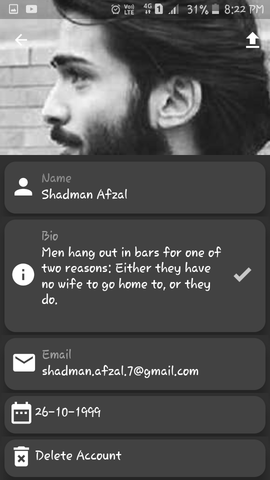 Vo))
LTE
4G
1
31%
8:22 PM
Name
Shadman Afzal
Bio
Men hang out in bars for one of
two reasons: Either they have
no wife to go home to, or they
do.
Email
shadman.afzal.7@gmail.com
26-10-1999
Delete Account